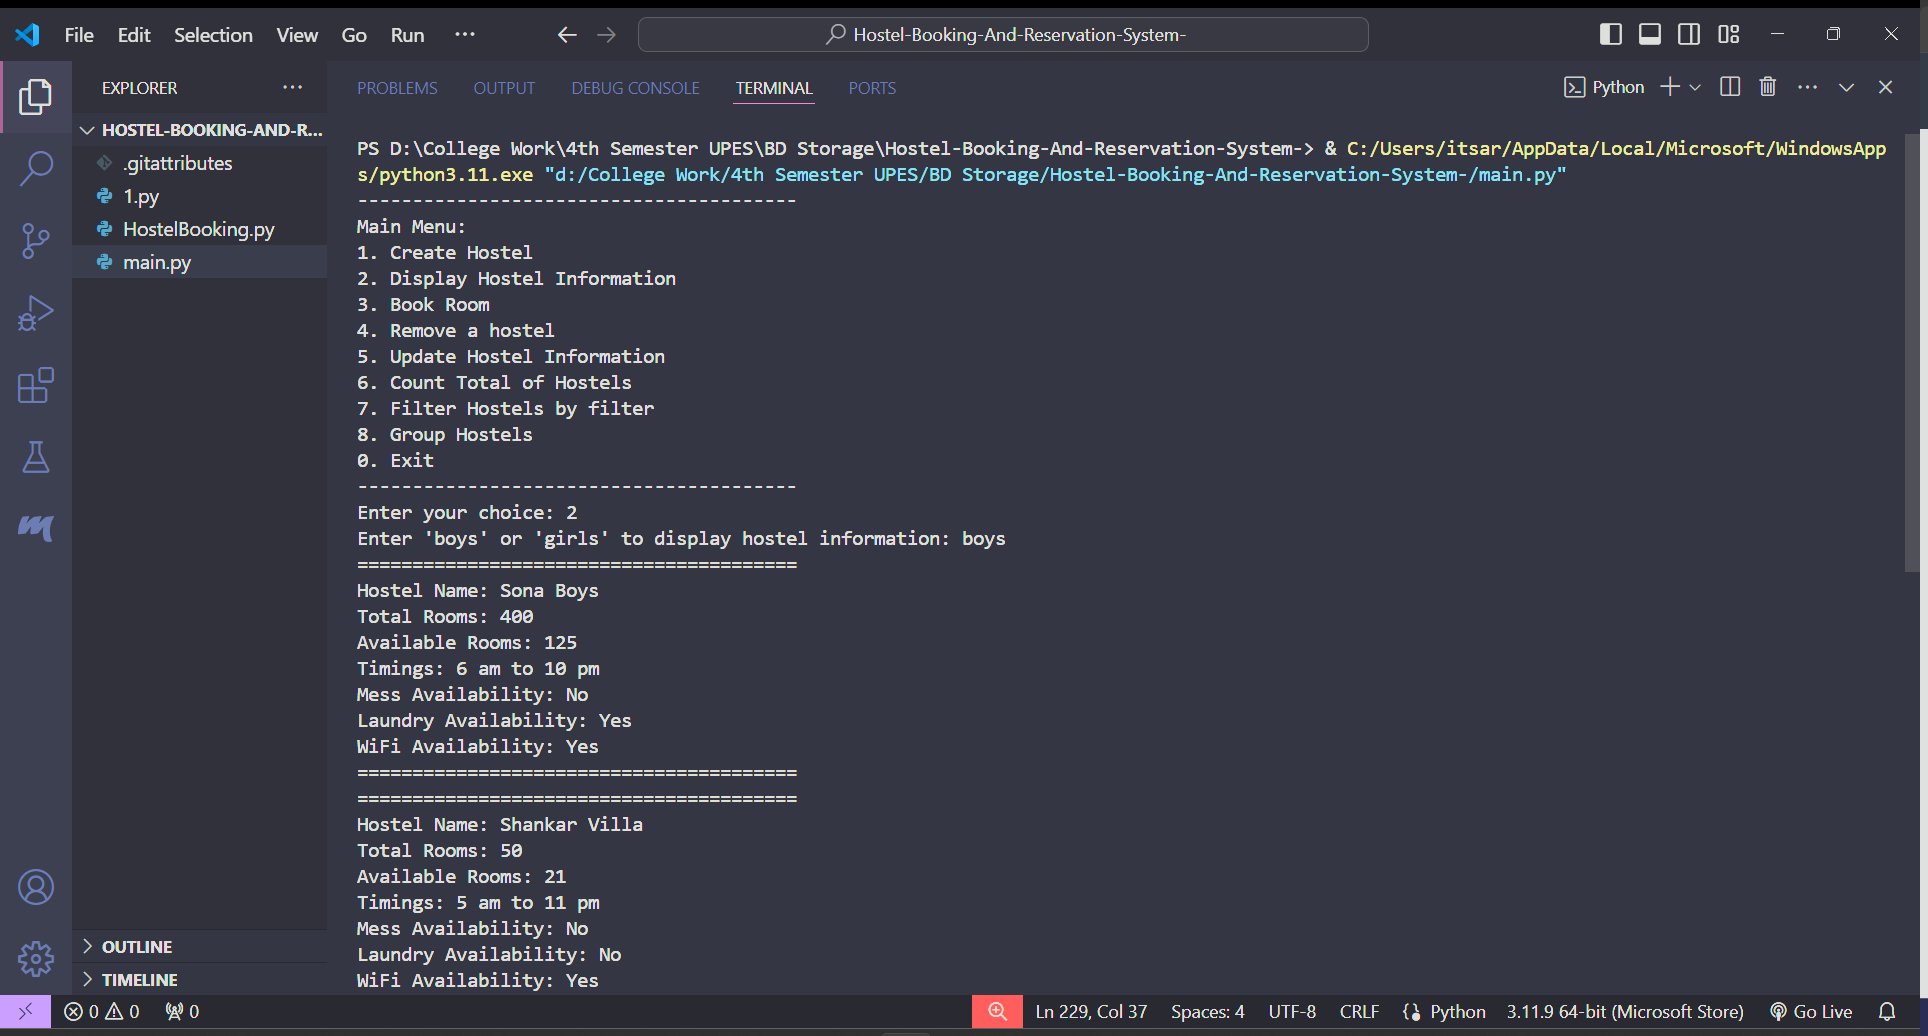 File Edit Selection View Go Run ··· Hostel-Booking-And-Reservation-System-
EXPLORER ···
HOSTEL-BOOKING-AND-R...
.gitattributes
1.py
HostelBooking.py
main.py
OUTLINE
TIMELINE
PROBLEMS OUTPUT DEBUG CONSOLE TERMINAL PORTS Python
PS D:\College Work\4th Semester UPES\BD Storage\Hostel-Booking-And-Reservation-System-> & C:/Users/itsar/AppData/Local/Microsoft/WindowsApp
s/python3.11.exe "d:/College Work/4th Semester UPES/BD Storage/Hostel-Booking-And-Reservation-System-/main.py"
----------------------------------------
Main Menu:
1. Create Hostel
2. Display Hostel Information
3. Book Room
4. Remove a hostel
5. Update Hostel Information
6. Count Total of Hostels
7. Filter Hostels by filter
8. Group Hostels
0. Exit
----------------------------------------
Enter your choice: 2
Enter 'boys' or 'girls' to display hostel information: boys
========================================
Hostel Name: Sona Boys
Total Rooms: 400
Available Rooms: 125
Timings: 6 am to 10 pm
Mess Availability: No
Laundry Availability: Yes
WiFi Availability: Yes
========================================
========================================
Hostel Name: Shankar Villa
Total Rooms: 50
Available Rooms: 21
Timings: 5 am to 11 pm
Mess Availability: No
Laundry Availability: No
WiFi Availability: Yes
0 0 0 Ln 229, Col 37 Spaces: 4 UTF-8 CRLF Python 3.11.9 64-bit (Microsoft Store) Go Live